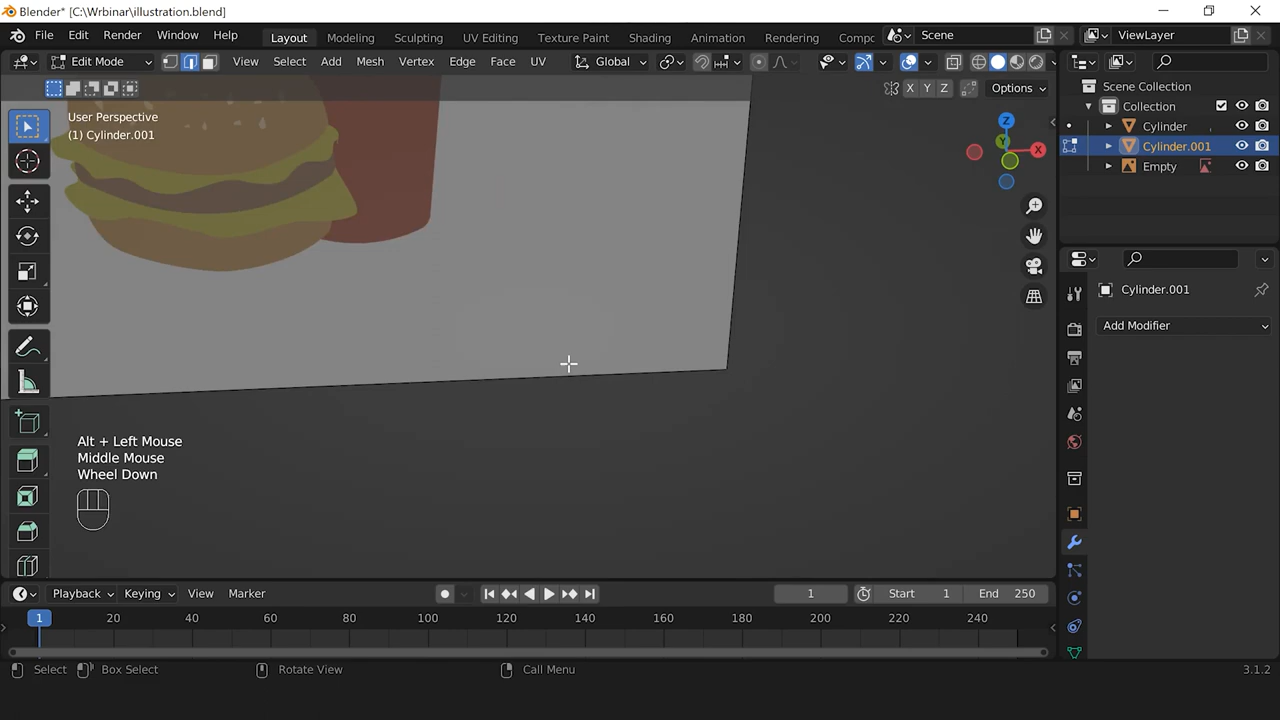 Blender* [C:\Wrbinar\illustration.blend]
File Edit Render Window Help Layout Modeling Sculpting UV Editing Texture Paint Shading Animation Rendering Compc Scene ViewLayer
Edit Mode View Select Add Mesh Vertex Edge Face UV Global
X Y Z Options
User Perspective
(1) Cylinder.001
Z
Y
X
Scene Collection
Collection
Cylinder
Cylinder.001
Empty
Cylinder.001
Add Modifier
Alt + Left Mouse
Middle Mouse
Wheel Down
Playback Keying View Marker 1 Start 1 End 250
1 20 40 60 80 100 120 140 160 180 200 220 240
Select Box Select Rotate View Call Menu 3.1.2